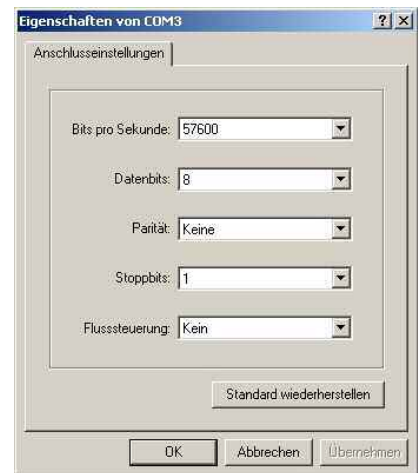 Eigenschaften von COM3
Anschlusseinstellungen
Bits pro Sekunde: 57600
Datenbits: 8
Parität: Keine
Stoppbits: 1
Flusssteuerung: Kein
Standard wiederherstellen
OK Abbrechen Übernehmen